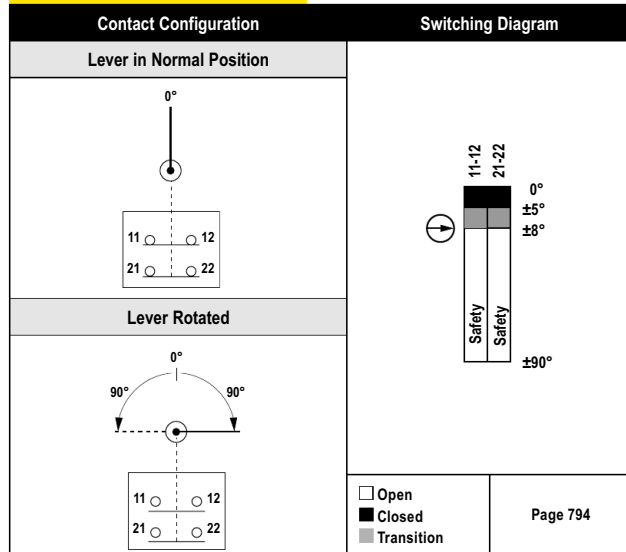 Contact Configuration
Switching Diagram
Lever in Normal Position
0°
11 12
21 22
Lever Rotated
0°
90° 90°
11 12
21 22
11-12 21-22
0°
±5°
±8°
Safety Safety
±90°
Open
Closed
Transition
Page 794